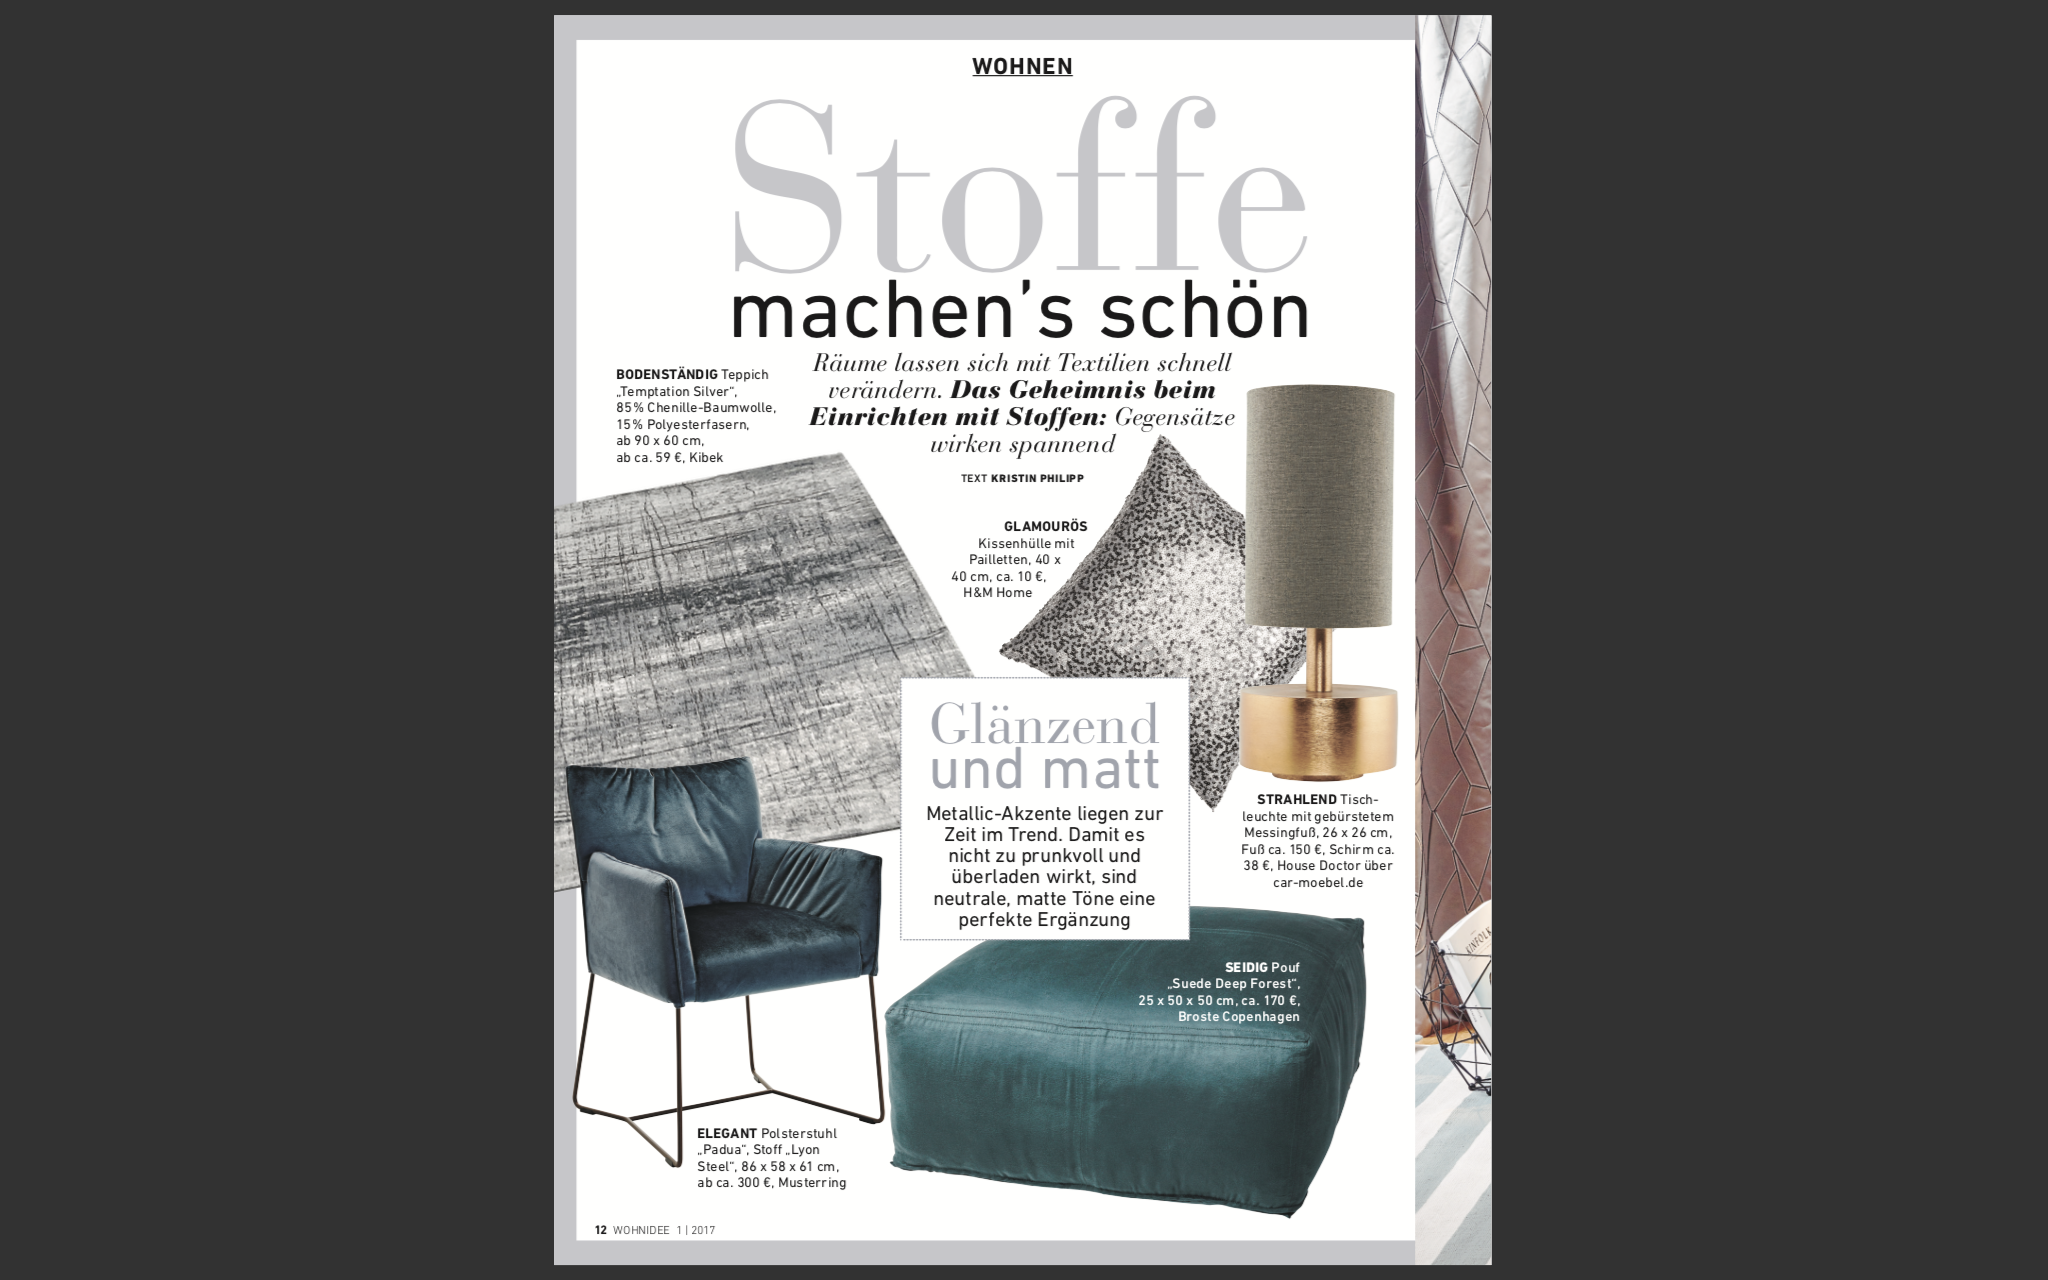 WOHNEN
Stoffe
machen’s schön
Räume lassen sich mit Textilien schnell
verändern. Das Geheimnis beim
Einrichten mit Stoffen: Gegensätze
wirken spannend
TEXT KRISTIN PHILIPP
BODENSTÄNDIG Teppich
„Temptation Silver“,
85% Chenille-Baumwolle,
15% Polyesterfasern,
ab 90 x 60 cm,
ab ca. 59 €, Kibek
GLAMOURÖS
Kissenhülle mit
Pailletten, 40 x
40 cm, ca. 10 €,
H&M Home
Glänzend
und matt
Metallic-Akzente liegen zur
Zeit im Trend. Damit es
nicht zu prunkvoll und
überladen wirkt, sind
neutrale, matte Töne eine
perfekte Ergänzung
STRAHLEND Tisch-
leuchte mit gebürstetem
Messingfuß, 26 x 26 cm,
Fuß ca. 150 €, Schirm ca.
38 €, House Doctor über
car-moebel.de
SEIDIG Pouf
„Suede Deep Forest“,
25 x 50 x 50 cm, ca. 170 €,
Broste Copenhagen
ELEGANT Polsterstuhl
„Padua“, Stoff „Lyon
Steel“, 86 x 58 x 61 cm,
ab ca. 300 €, Musterring
12 WOHNIDEE 1 | 2017
KINFOLK